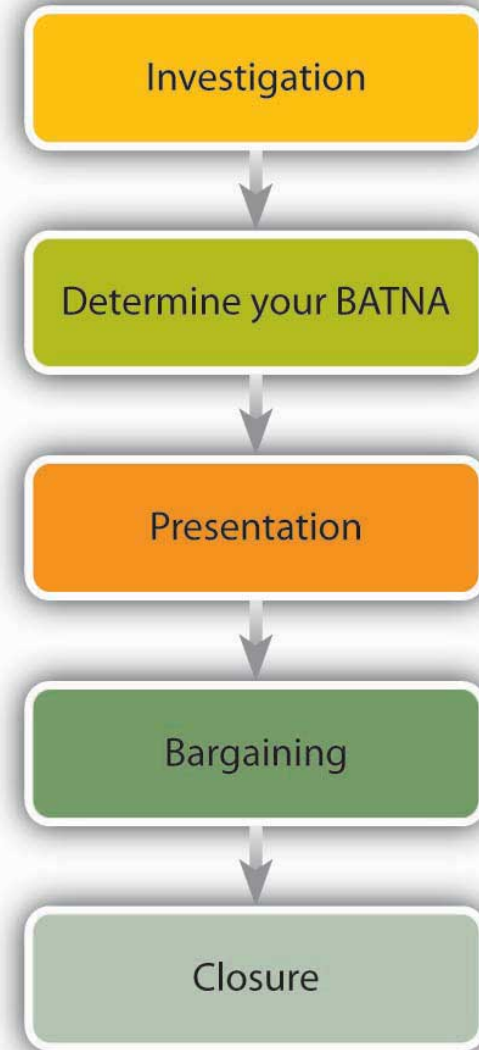 Investigation
Determine your BATNA
Presentation
Bargaining
Closure